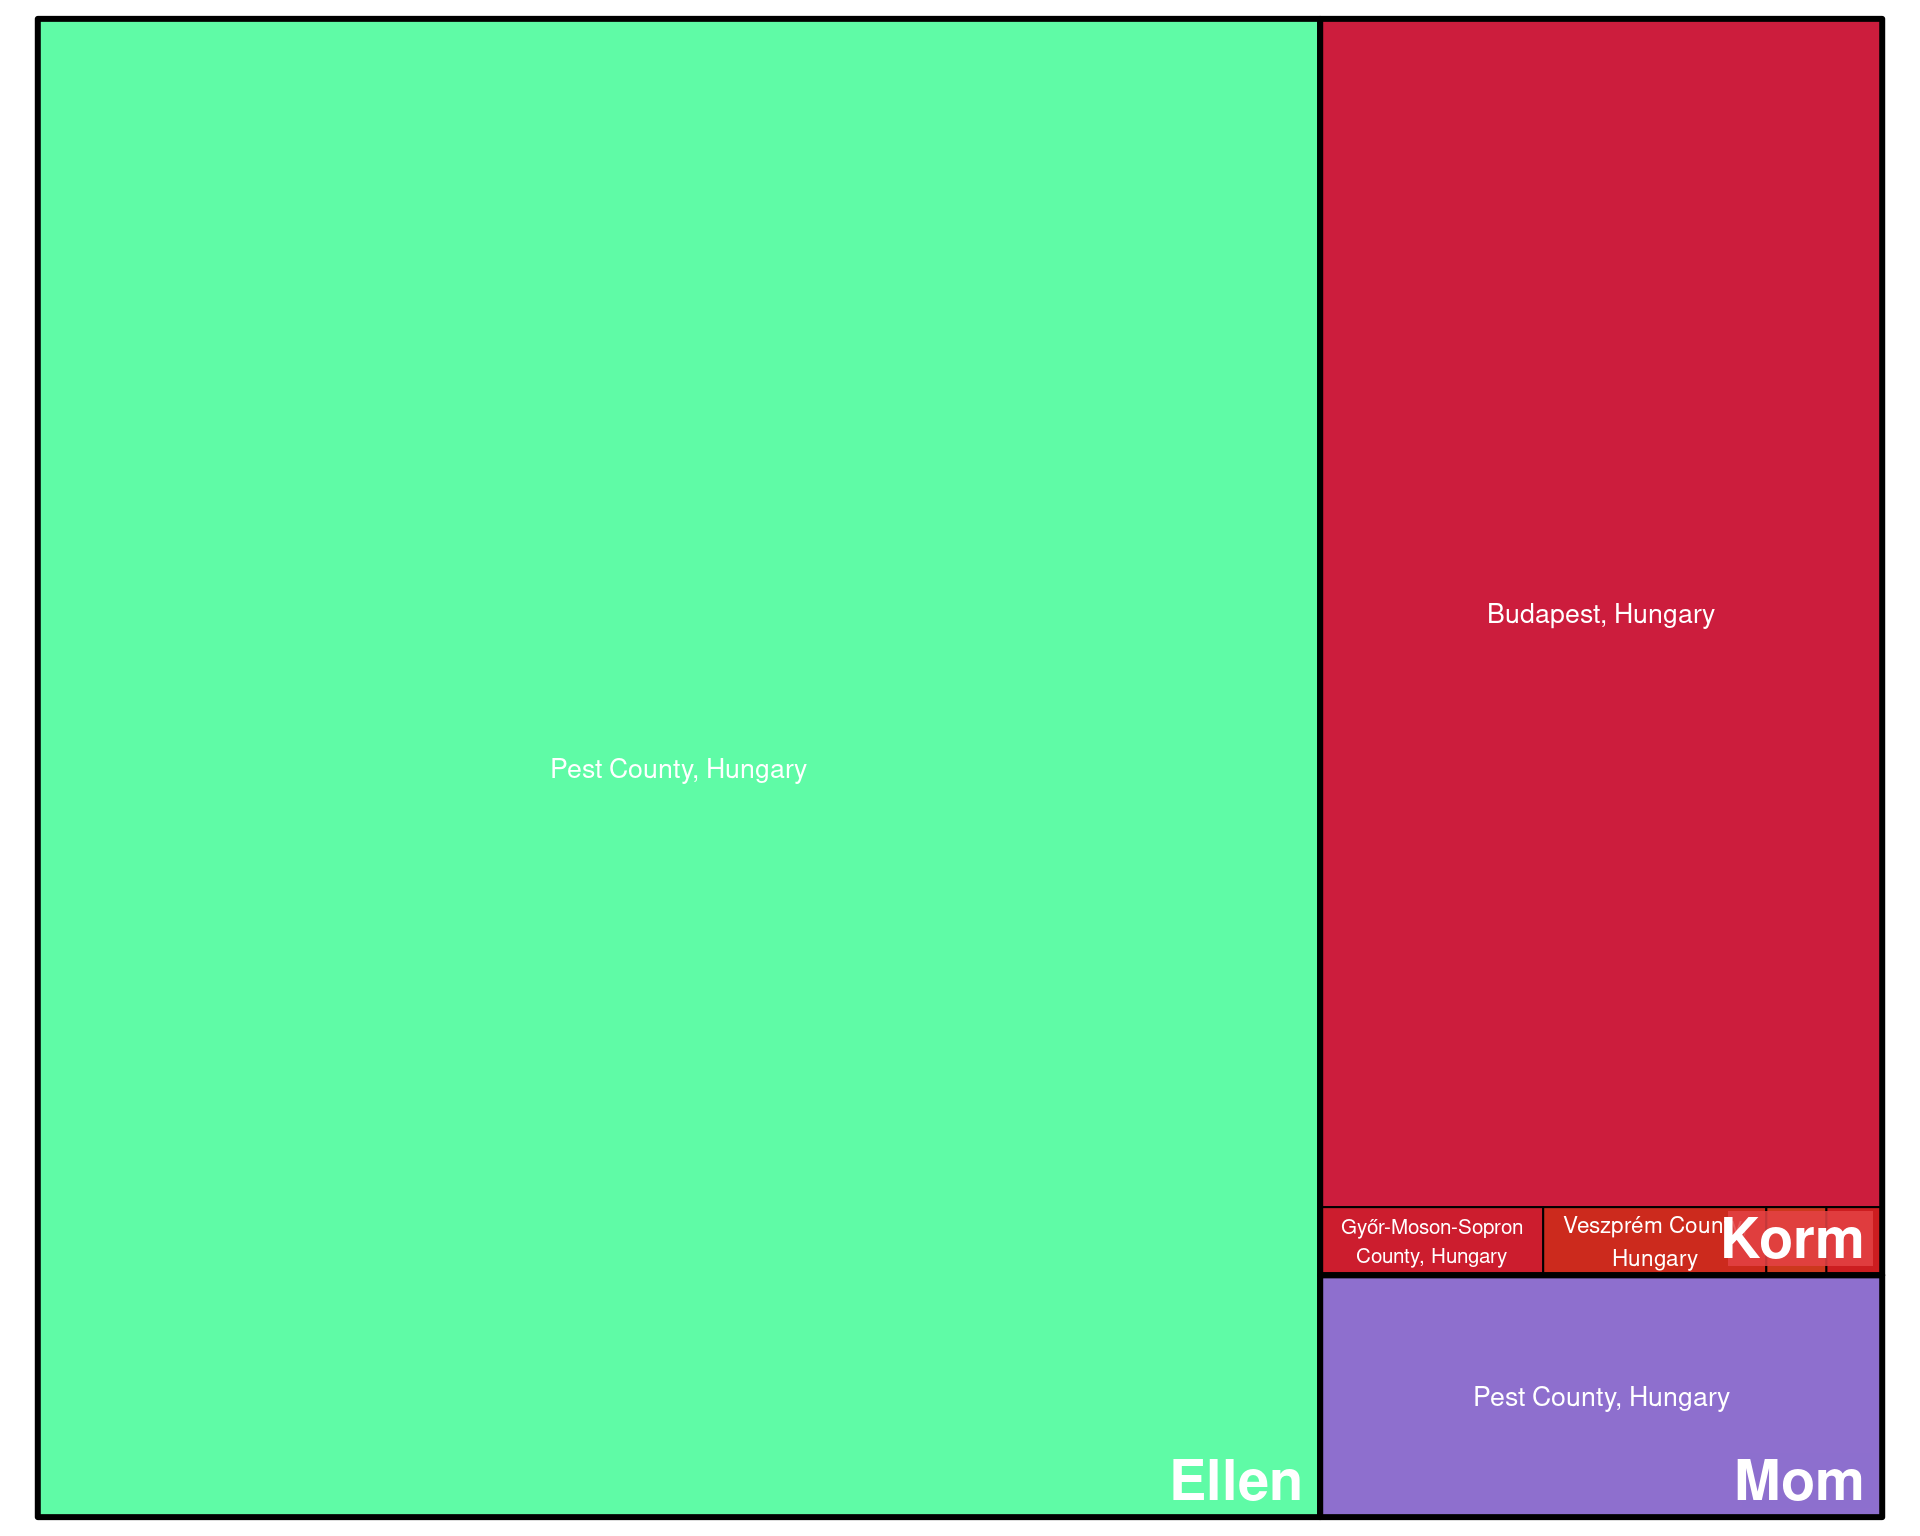 Pest County, Hungary
Ellen
Budapest, Hungary
Győr-Moson-Sopron
County, Hungary
Veszprém Coun
Hungary
Korm
Pest County, Hungary
Mom